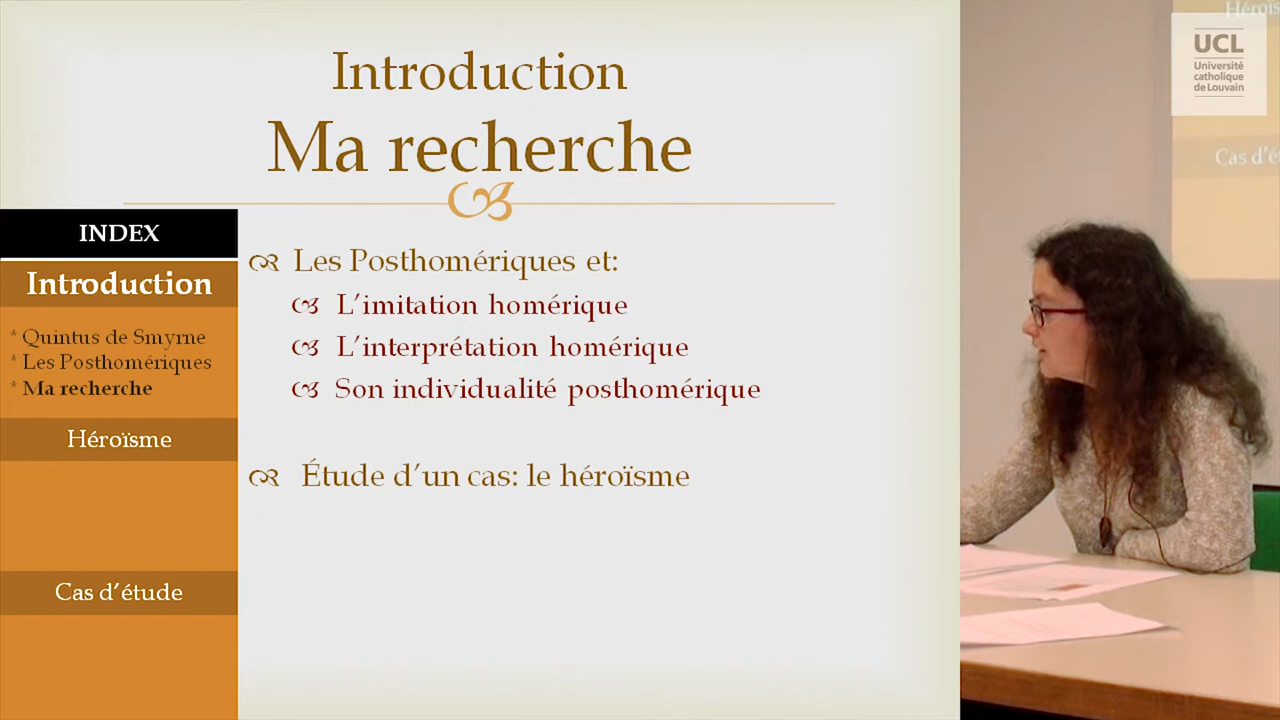 Introduction
Ma recherche
INDEX
Introduction
* Quintus de Smyrne
* Les Posthomériques
* Ma recherche
Héroïsme
Cas d'étude
Les Posthomériques et:
L'imitation homérique
L'interprétation homérique
Son individualité posthomérique
Étude d'un cas: le héroïsme
UCL
Université
catholique
de Louvain
Cas d'é